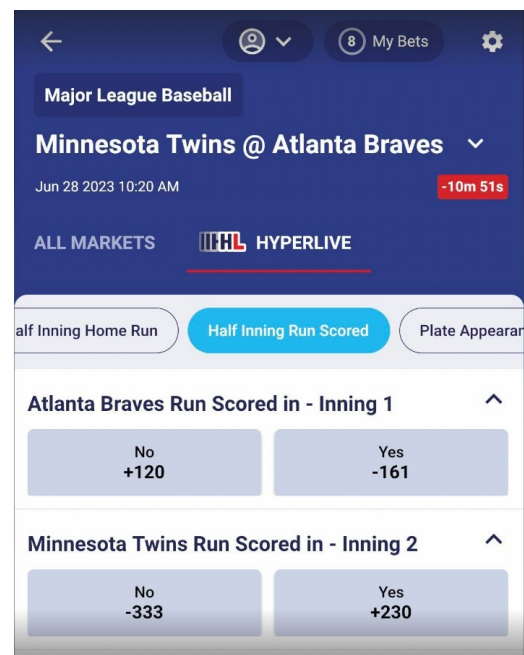 8 My Bets
Major League Baseball
Minnesota Twins @ Atlanta Braves
Jun 28 2023 10:20 AM
-10m 51s
ALL MARKETS HL HYPERLIVE
alf Inning Home Run Half Inning Run Scored Plate Appearan
Atlanta Braves Run Scored in - Inning 1
No Yes
+120 -161
Minnesota Twins Run Scored in - Inning 2
No Yes
-333 +230